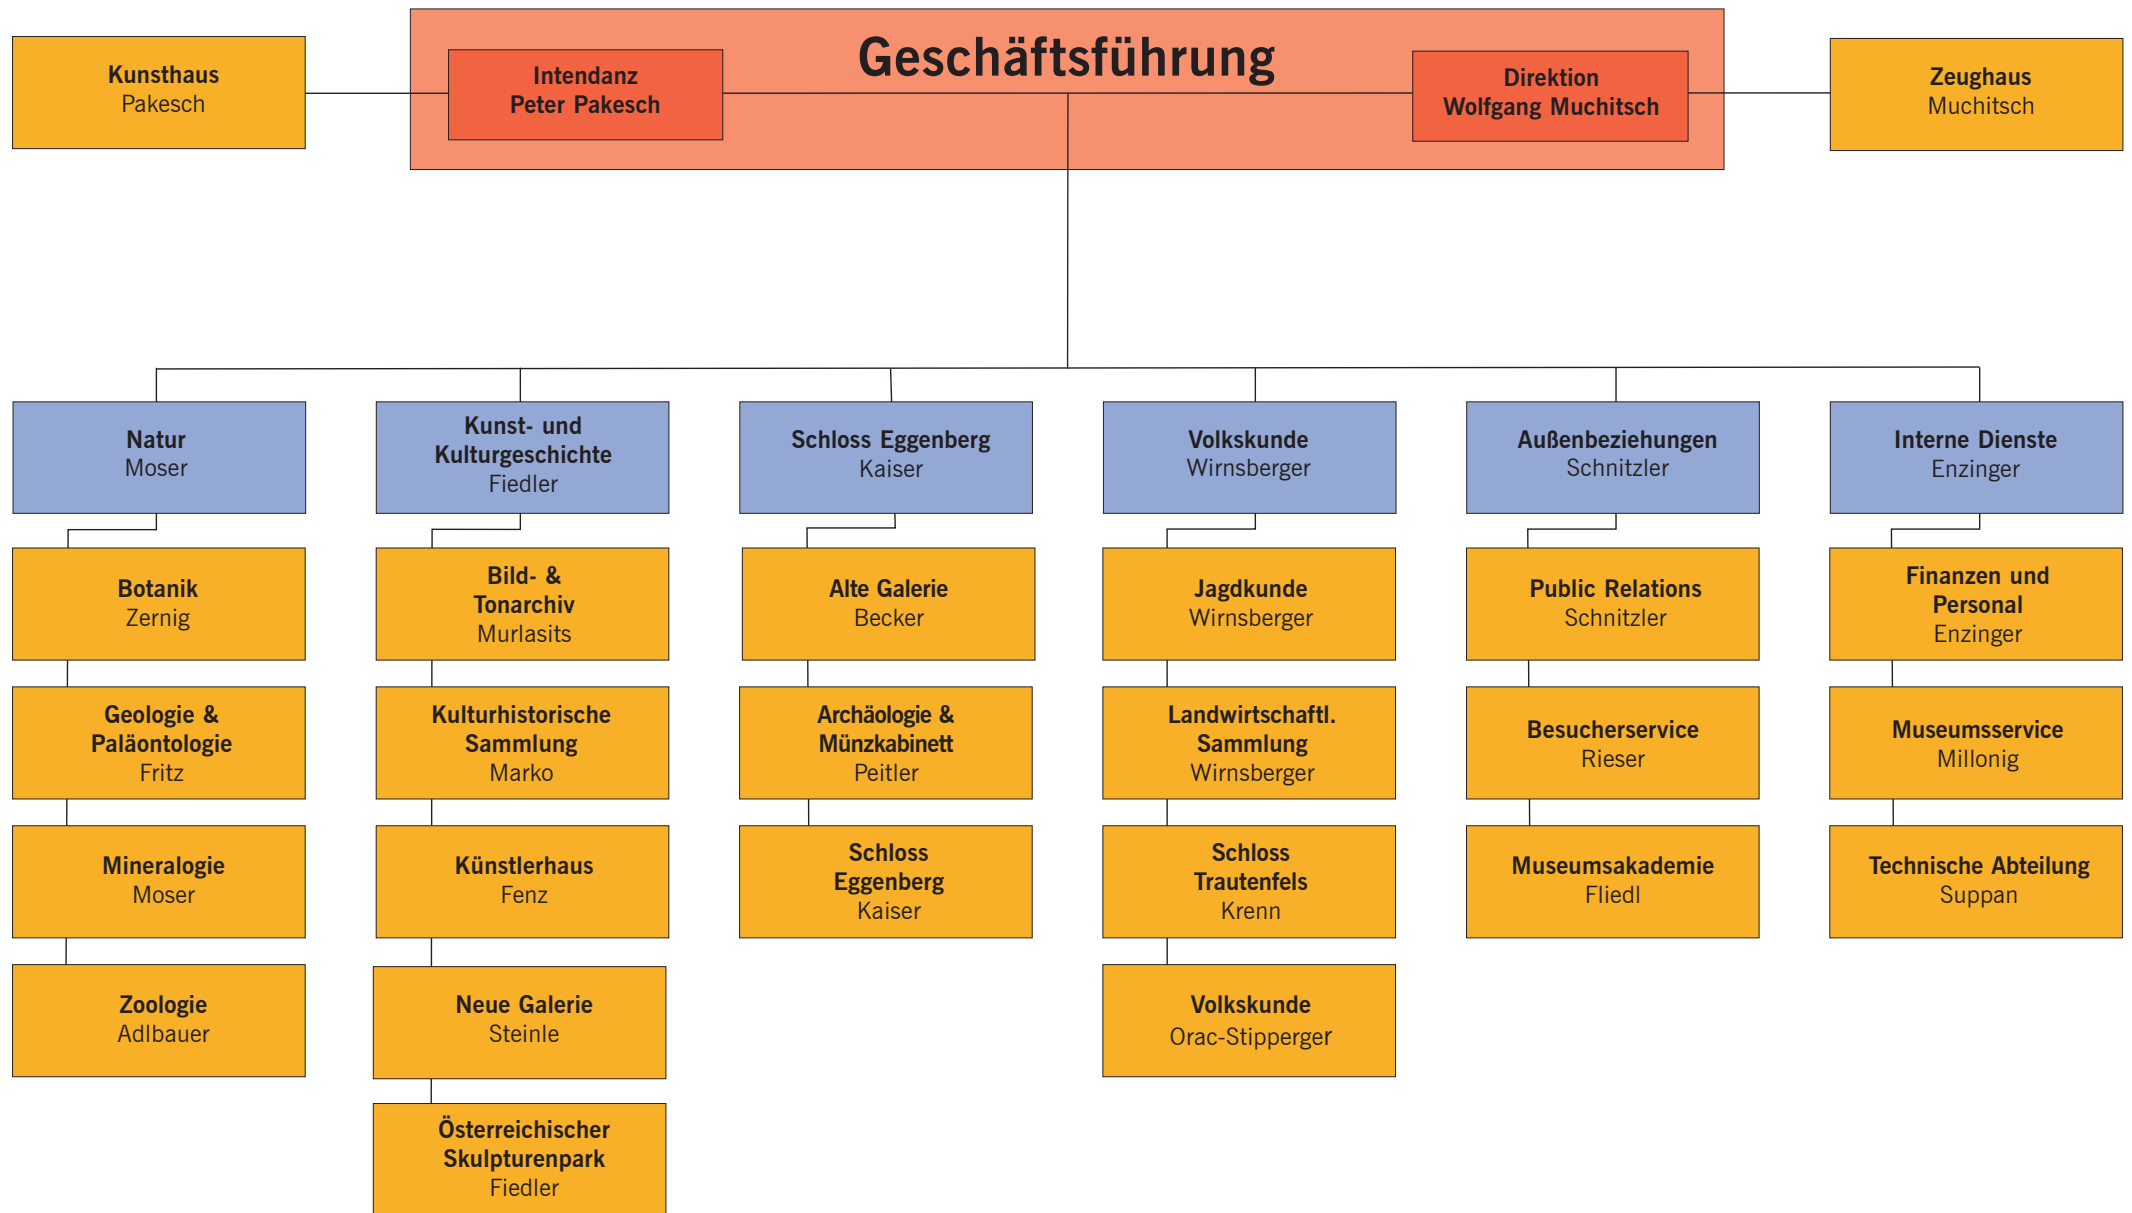 Geschäftsführung
Kunsthaus
Pakesch
Intendanz
Peter Pakesch
Direktion
Wolfgang Muchitsch
Zeughaus
Muchitsch
Natur
Moser
Kunst- und
Kulturgeschichte
Fiedler
Schloss Eggenberg
Kaiser
Volkskunde
Wirnsberger
Außenbeziehungen
Schnitzler
Interne Dienste
Enzinger
Botanik
Zernig
Bild- &
Tonarchiv
Murlasits
Alte Galerie
Becker
Jagdkunde
Wirnsberger
Public Relations
Schnitzler
Finanzen und
Personal
Enzinger
Geologie &
Paläontologie
Fritz
Kulturhistorische
Sammlung
Marko
Archäologie &
Münzkabinett
Peitler
Landwirtschaftl.
Sammlung
Wirnsberger
Besucherservice
Rieser
Museumsservice
Millonig
Mineralogie
Moser
Künstlerhaus
Fenz
Schloss
Eggenberg
Kaiser
Schloss
Trautenfels
Krenn
Museumsakademie
Fliedl
Technische Abteilung
Suppan
Zoologie
Adlbauer
Neue Galerie
Steinle
Volkskunde
Orac-Stipperger
Österreichischer
Skulpturenpark
Fiedler